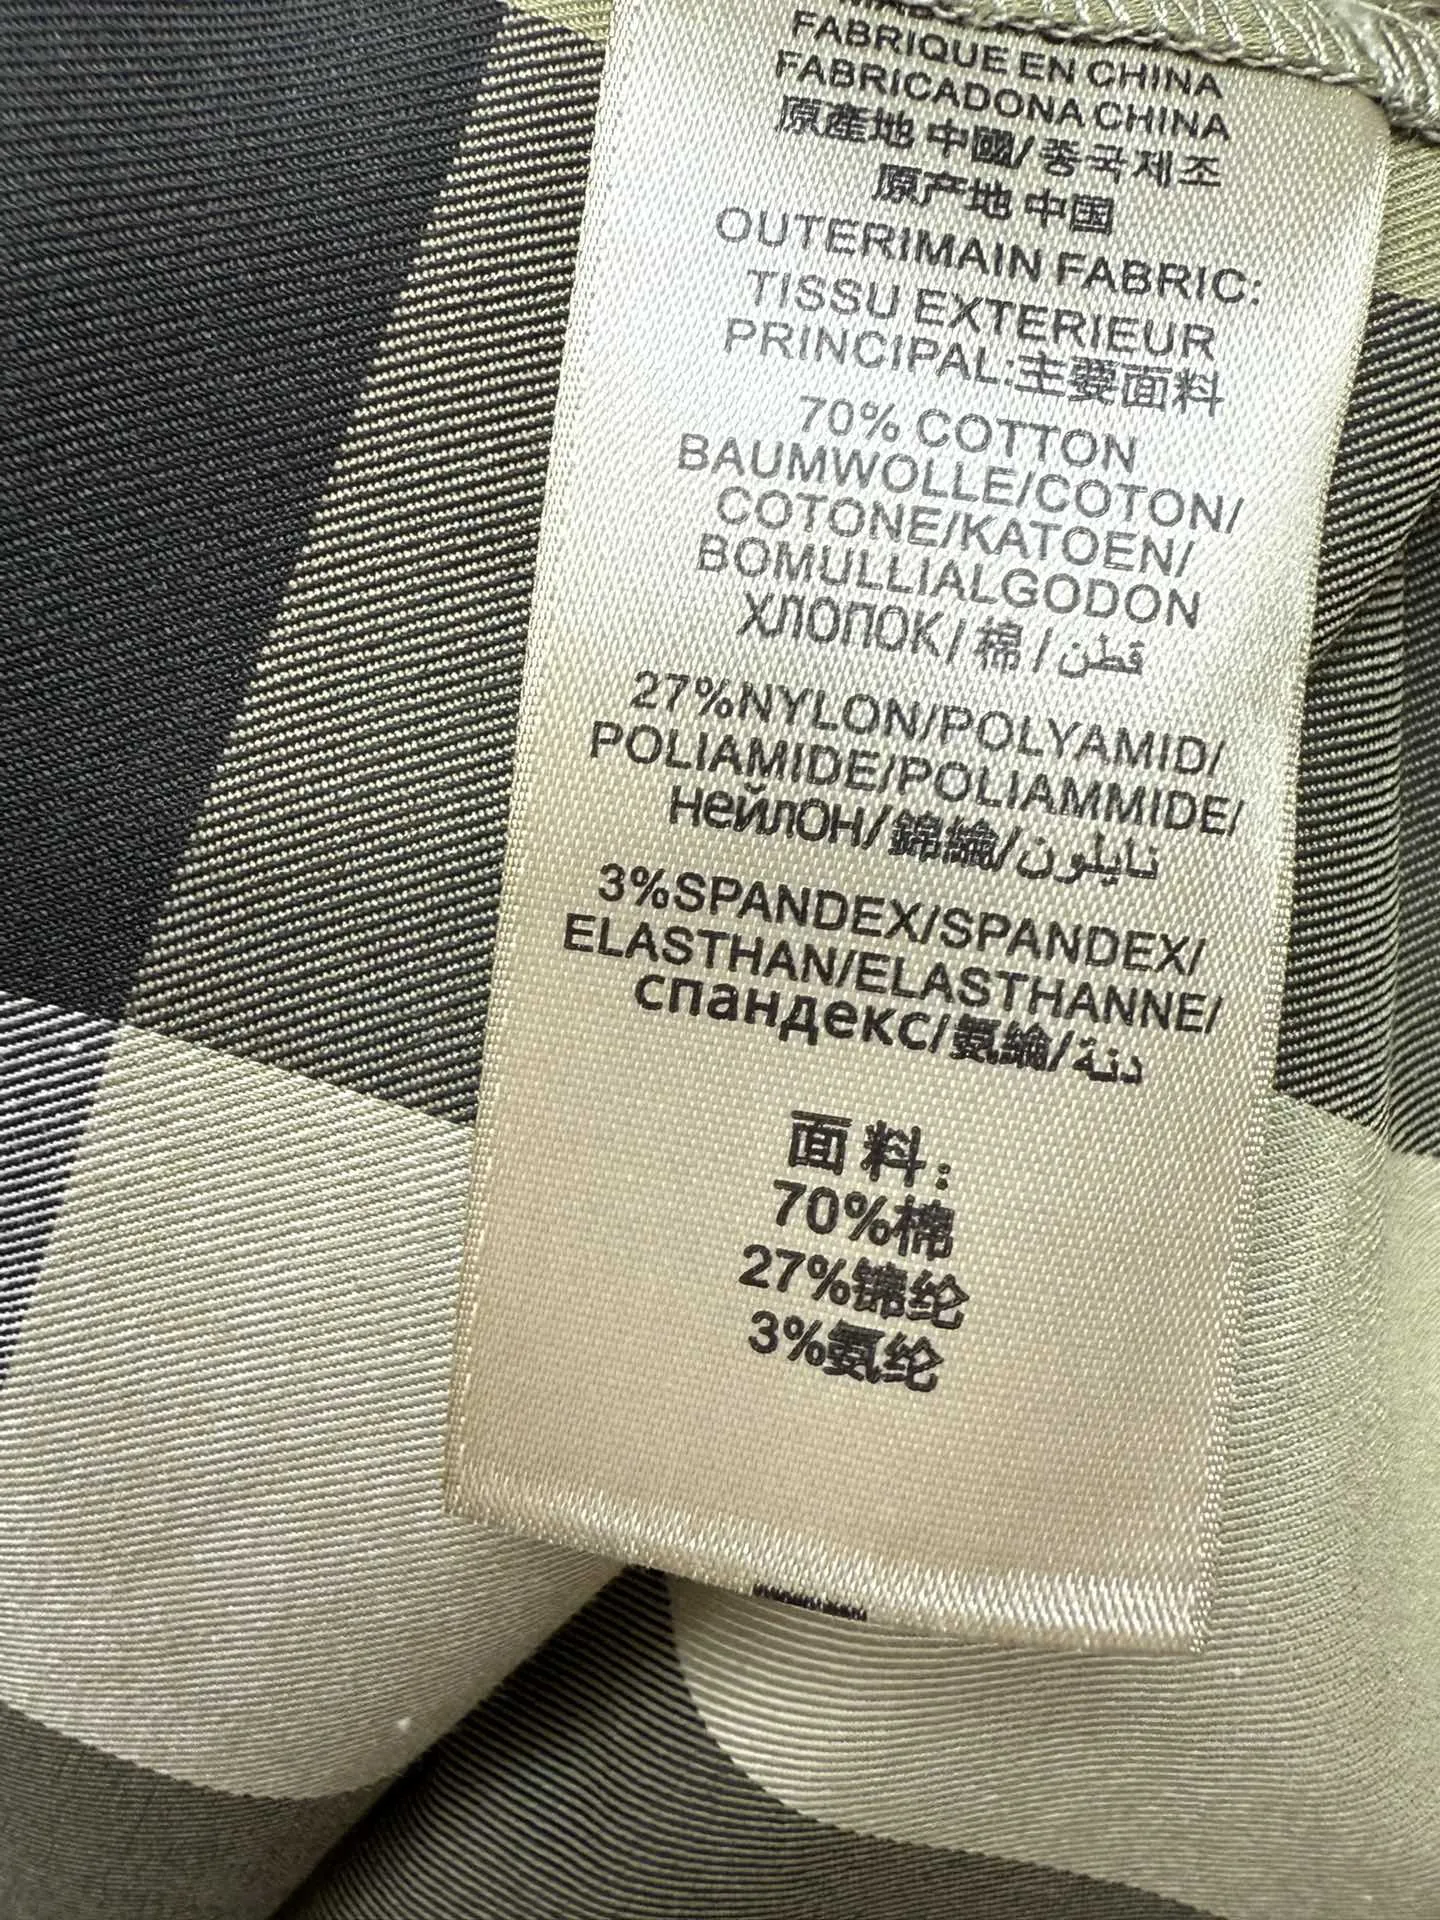 FABRIQUE EN CHINA
FABRICADONA CHINA
原產地 中國/중국제조
原产地 中国
OUTERIMAIN FABRIC:
TISSU EXTERIEUR
PRINCIPAL:主要面料
70% COTTON
BAUMWOLLE/COTON/
COTONE/KATOEN/
BOMULLIALGODON
ХЛОПОК/ 棉 / قطن
27%NYLON/POLYAMID/
POLIAMIDE/POLIAMMIDE/
Нейлон/錦綸/نايلون
3%SPANDEX/SPANDEX/
ELASTHAN/ELASTHANNE/
спандекс/氨綸/دنة
面 料:
70%棉
27%锦纶
3%氨纶